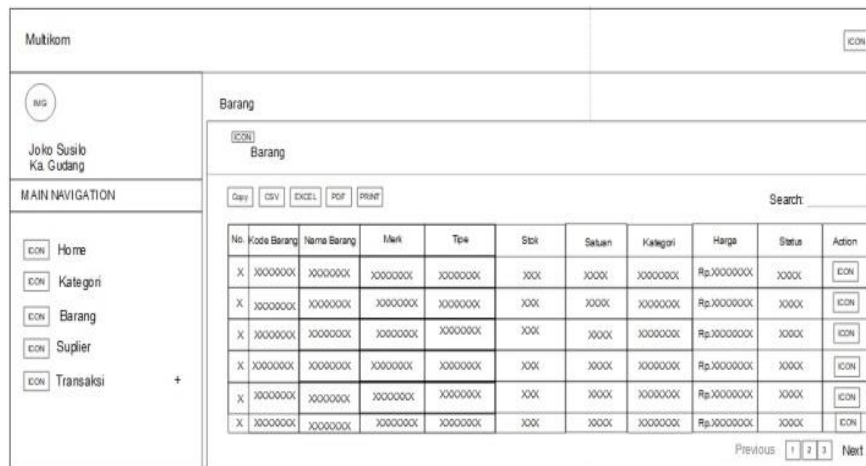 Multikom
ICON
IMG
Joko Susilo
Ka. Gudang
MAIN NAVIGATION
ICON Home
ICON Kategori
ICON Barang
ICON Suplier
ICON Transaksi +
Barang
ICON
Barang
Copy CSV EXCEL PDF PRINT
Search:
No. Kode Barang Nama Barang Merk Tipe Stok Satuan Kategori Harga Status Action
X XXXXXXX XXXXXXX XXXXXXX XXXXXXX XXX XXXX XXXXXXX Rp.XXXXXXX XXXX ICON
X XXXXXXX XXXXXXX XXXXXXX XXXXXXX XXX XXXX XXXXXXX Rp.XXXXXXX XXXX ICON
X XXXXXXX XXXXXXX XXXXXXX XXXXXXX XXX XXXX XXXXXXX Rp.XXXXXXX XXXX ICON
X XXXXXXX XXXXXXX XXXXXXX XXXXXXX XXX XXXX XXXXXXX Rp.XXXXXXX XXXX ICON
X XXXXXXX XXXXXXX XXXXXXX XXXXXXX XXX XXXX XXXXXXX Rp.XXXXXXX XXXX ICON
X XXXXXXX XXXXXXX XXXXXXX XXXXXXX XXX XXXX XXXXXXX Rp.XXXXXXX XXXX ICON
Previous 1 2 3 Next